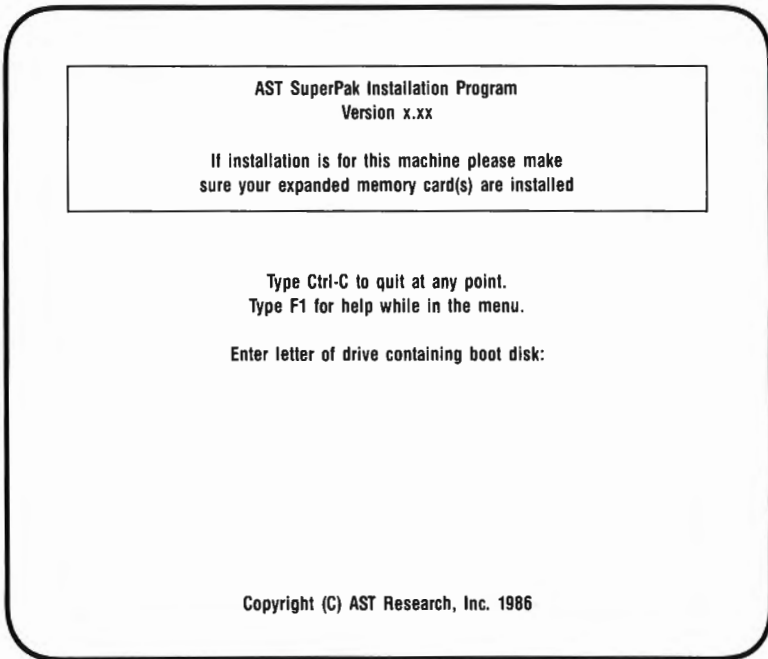 AST SuperPak Installation Program
Version x.xx
If installation is for this machine please make
sure your expanded memory card(s) are installed
Type Ctrl-C to quit at any point.
Type F1 for help while in the menu.
Enter letter of drive containing boot disk:
Copyright (C) AST Research, Inc. 1986